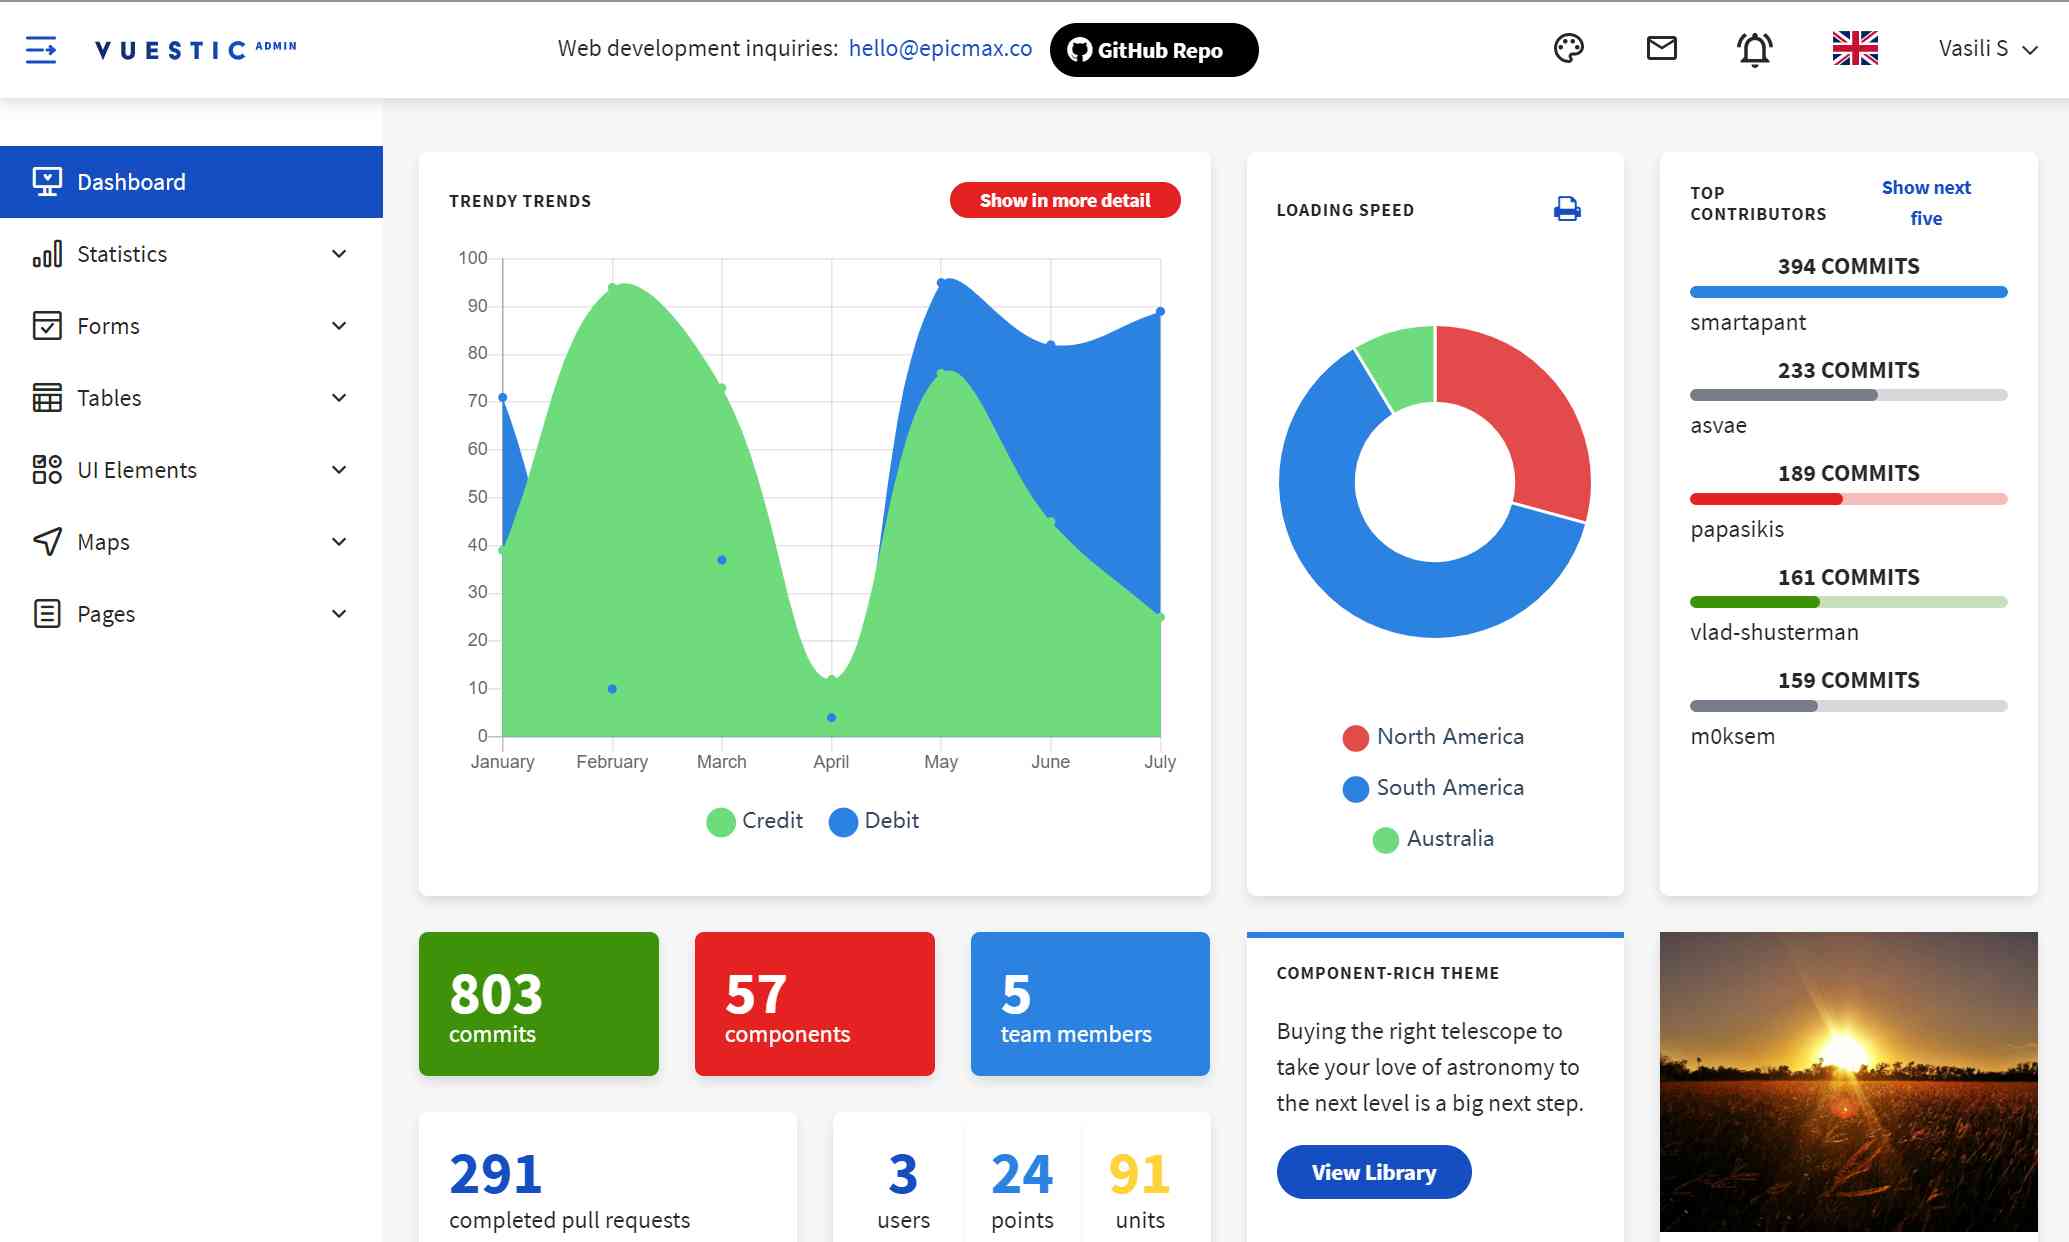 VUESTIC ADMIN
Web development inquiries: hello@epicmax.co
GitHub Repo
Vasili S
Dashboard
Statistics
Forms
Tables
UI Elements
Maps
Pages
TRENDY TRENDS
Show in more detail
100
90
80
70
60
50
40
30
20
10
0
January February March April May June July
Credit Debit
LOADING SPEED
North America
South America
Australia
TOP
CONTRIBUTORS
Show next
five
394 COMMITS
smartapant
233 COMMITS
asvae
189 COMMITS
papasikis
161 COMMITS
vlad-shusterman
159 COMMITS
m0ksem
803
commits
57
components
5
team members
291
completed pull requests
3
users
24
points
91
units
COMPONENT-RICH THEME
Buying the right telescope to
take your love of astronomy to
the next level is a big next step.
View Library